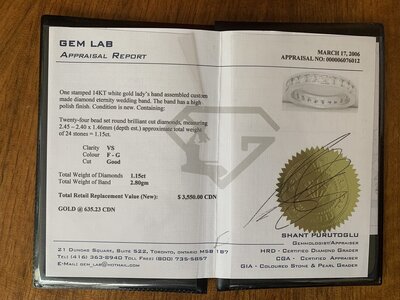 GEM LAB
APPRAISAL REPORT
MARCH 17, 2006
APPRAISAL NO: 000006076012
One stamped 14KT white gold lady's hand assembled custom
made diamond eternity wedding band. The band has a high
polish finish. Condition is new. Containing:
Twenty-four bead set round brilliant cut diamonds, measuring
2.45 – 2.40 x 1.46mm (depth est.) approximate total weight
of 24 stones = 1.15ct.
Clarity VS
Colour F - G
Cut Good
Total Weight of Diamonds 1.15ct
Total Weight of Band 2.80gm
Total Retail Replacement Value (New): $ 3,550.00 CDN
GOLD @ 635.23 CDN
SHANT PURUTOGLU
GEMMOLOGIST/APPRAISER
HRD - CERTIFIED DIAMOND GRADER
CGA - CERTIFIED APPRAISER
GIA - COLOURED STONE & PEARL GRADER
21 DUNDAS SQUARE, SUITE 522, TORONTO, ONTARIO M5B 1B7
TEL (416) 363-8940 TOLL FREE (800) 735-5857
E-MAIL: GEM_LAB@HOTMAIL.COM